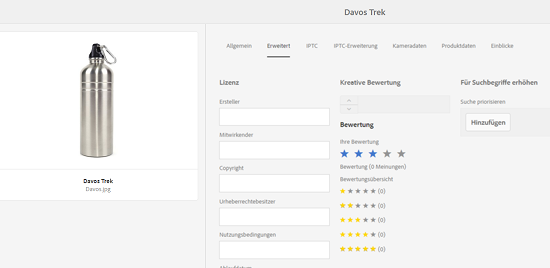 Davos Trek
Allgemein Erweitert IPTC IPTC-Erweiterung Kameradaten Produktdaten Einblicke
Davos Trek
Davos.jpg
Lizenz
Ersteller
Mitwirkender
Copyright
Urheberrechtebesitzer
Nutzungsbedingungen
Kreative Bewertung
Bewertung
Ihre Bewertung
Bewertung (0 Meinungen)
Bewertungsübersicht
(0)
(0)
(0)
(0)
(0)
Für Suchbegriffe erhöhen
Suche priorisieren
Hinzufügen